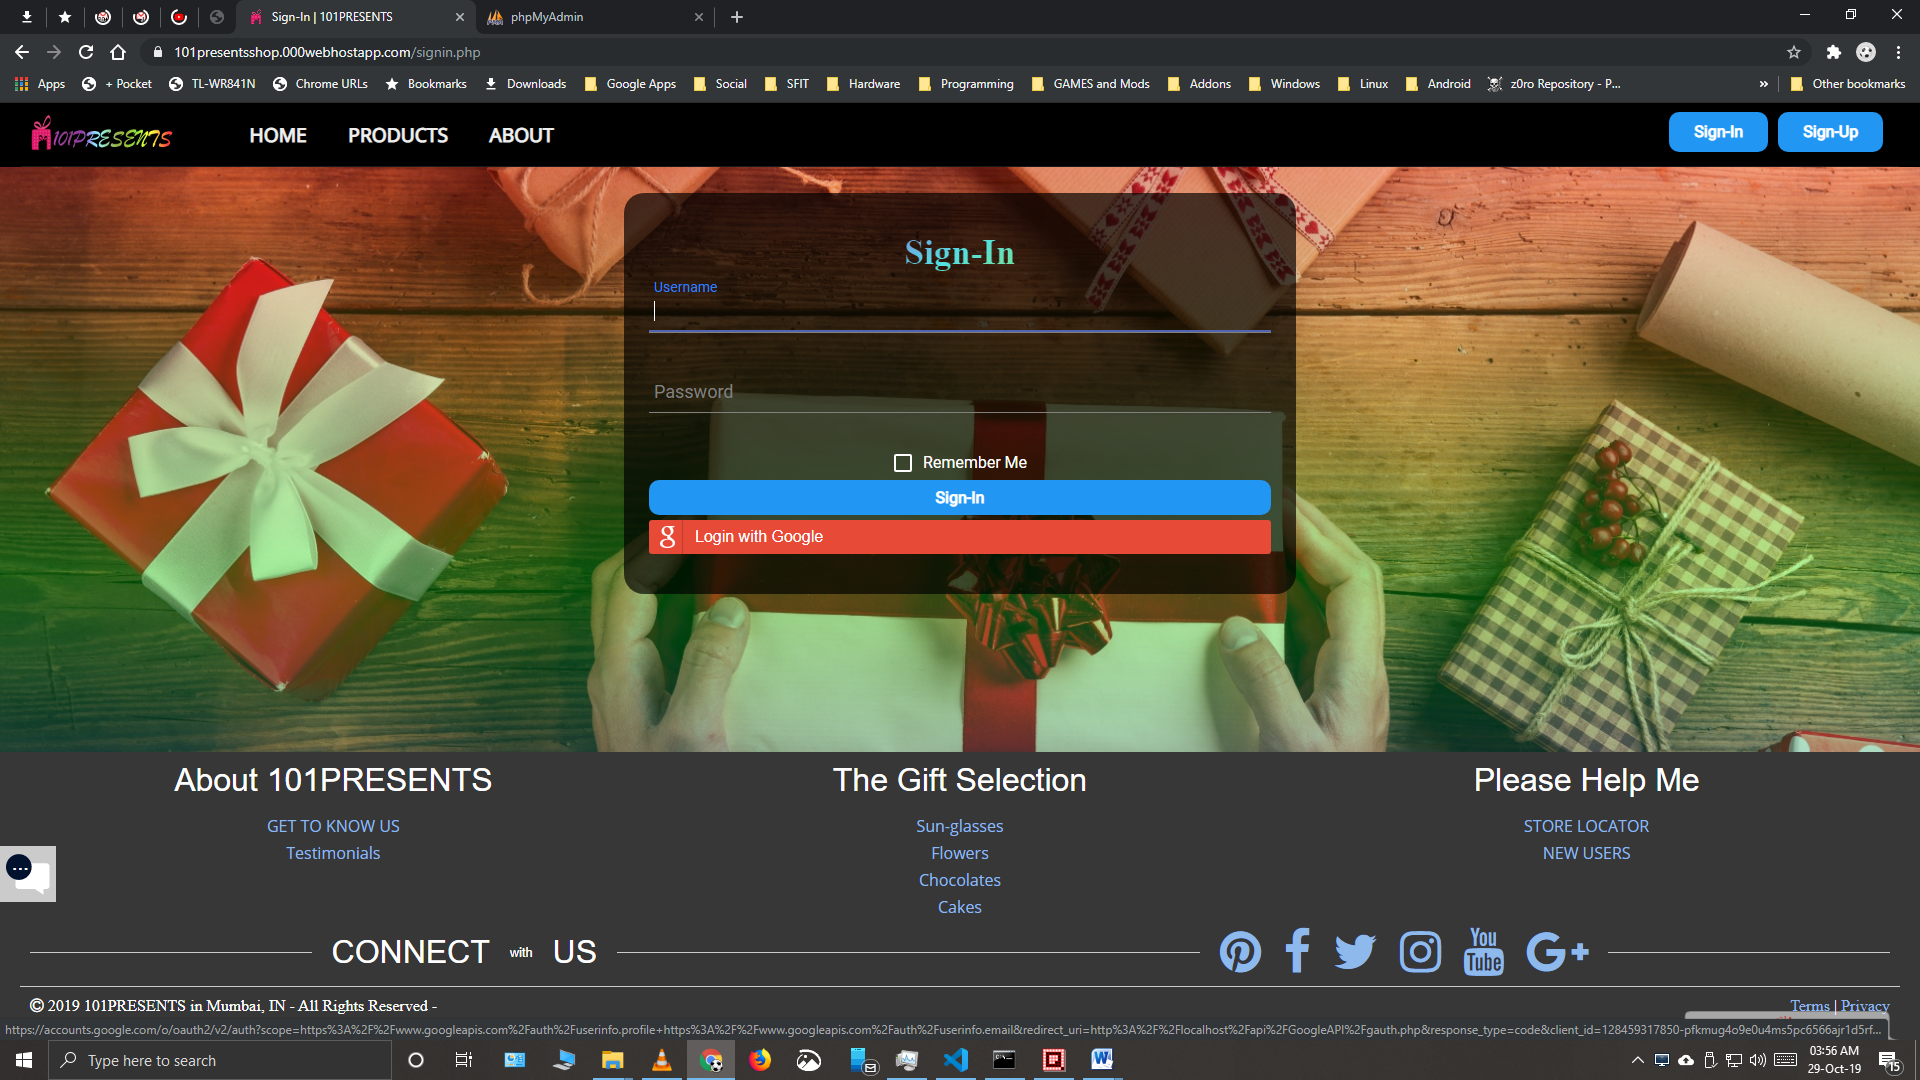 Sign-In | 101PRESENTS
phpMyAdmin
101presentsshop.000webhostapp.com/signin.php
Apps
+ Pocket
TL-WR841N
Chrome URLs
Bookmarks
Downloads
Google Apps
Social
SFIT
Hardware
Programming
GAMES and Mods
Addons
Windows
Linux
Android
z0ro Repository - P...
»
Other bookmarks
101PRESENTS
HOME
PRODUCTS
ABOUT
Sign-In
Sign-Up
Sign-In
Username
Password
Remember Me
Sign-In
g Login with Google
About 101PRESENTS
GET TO KNOW US
Testimonials
The Gift Selection
Sun-glasses
Flowers
Chocolates
Cakes
Please Help Me
STORE LOCATOR
NEW USERS
CONNECT with US
You Tube
G+
© 2019 101PRESENTS in Mumbai, IN - All Rights Reserved -
Terms | Privacy
https://accounts.google.com/o/oauth2/v2/auth?scope=https%3A%2F%2Fwww.googleapis.com%2Fauth%2Fuserinfo.profile+https%3A%2F%2Fwww.googleapis.com%2Fauth%2Fuserinfo.email&redirect_uri=http%3A%2F%2Flocalhost%2Fapi%2FGoogleAPI%2Fgauth.php&response_type=code&client_id=128459317850-pfkmug4o9e0u4ms5pc6566ajr1d5rf...
Type here to search
03:56 AM
29-Oct-19
15